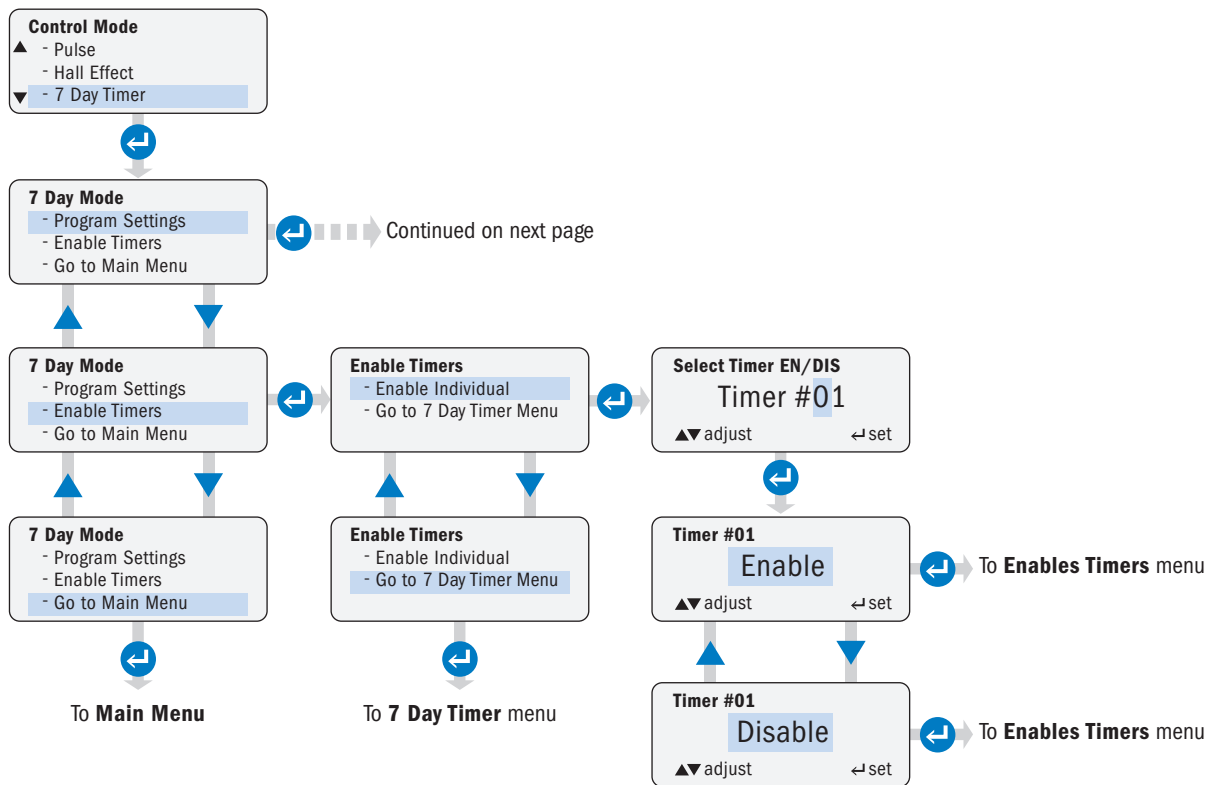 Control Mode
▲ - Pulse
- Hall Effect
▼ - 7 Day Timer
7 Day Mode
- Program Settings
- Enable Timers
- Go to Main Menu
Continued on next page
7 Day Mode
- Program Settings
- Enable Timers
- Go to Main Menu
Enable Timers
- Enable Individual
- Go to 7 Day Timer Menu
Select Timer EN/DIS
Timer #01
▲▼ adjust ↵ set
7 Day Mode
- Program Settings
- Enable Timers
- Go to Main Menu
To Main Menu
Enable Timers
- Enable Individual
- Go to 7 Day Timer Menu
To 7 Day Timer menu
Timer #01
Enable
▲▼ adjust ↵ set
To Enables Timers menu
Timer #01
Disable
▲▼ adjust ↵ set
To Enables Timers menu